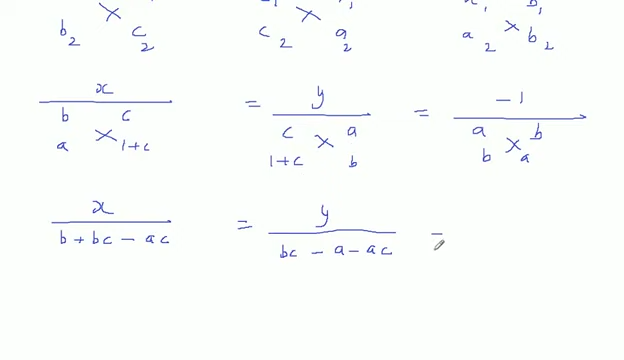 b₂ × c₂ c₂ × a₂ a₂ × b₂
x = y = -1
b c c a a b
a × 1+c 1+c × b b × a
x = y =
b + bc - ac bc - a - ac